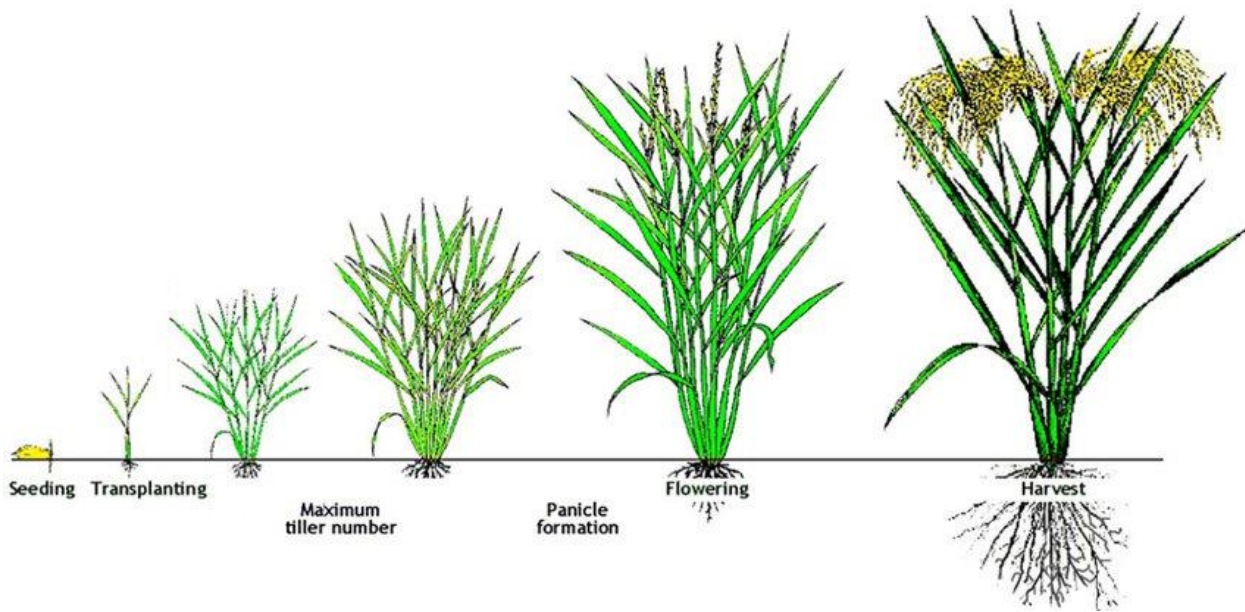 Seeding
Transplanting
Maximum
tiller number
Panicle
formation
Flowering
Harvest